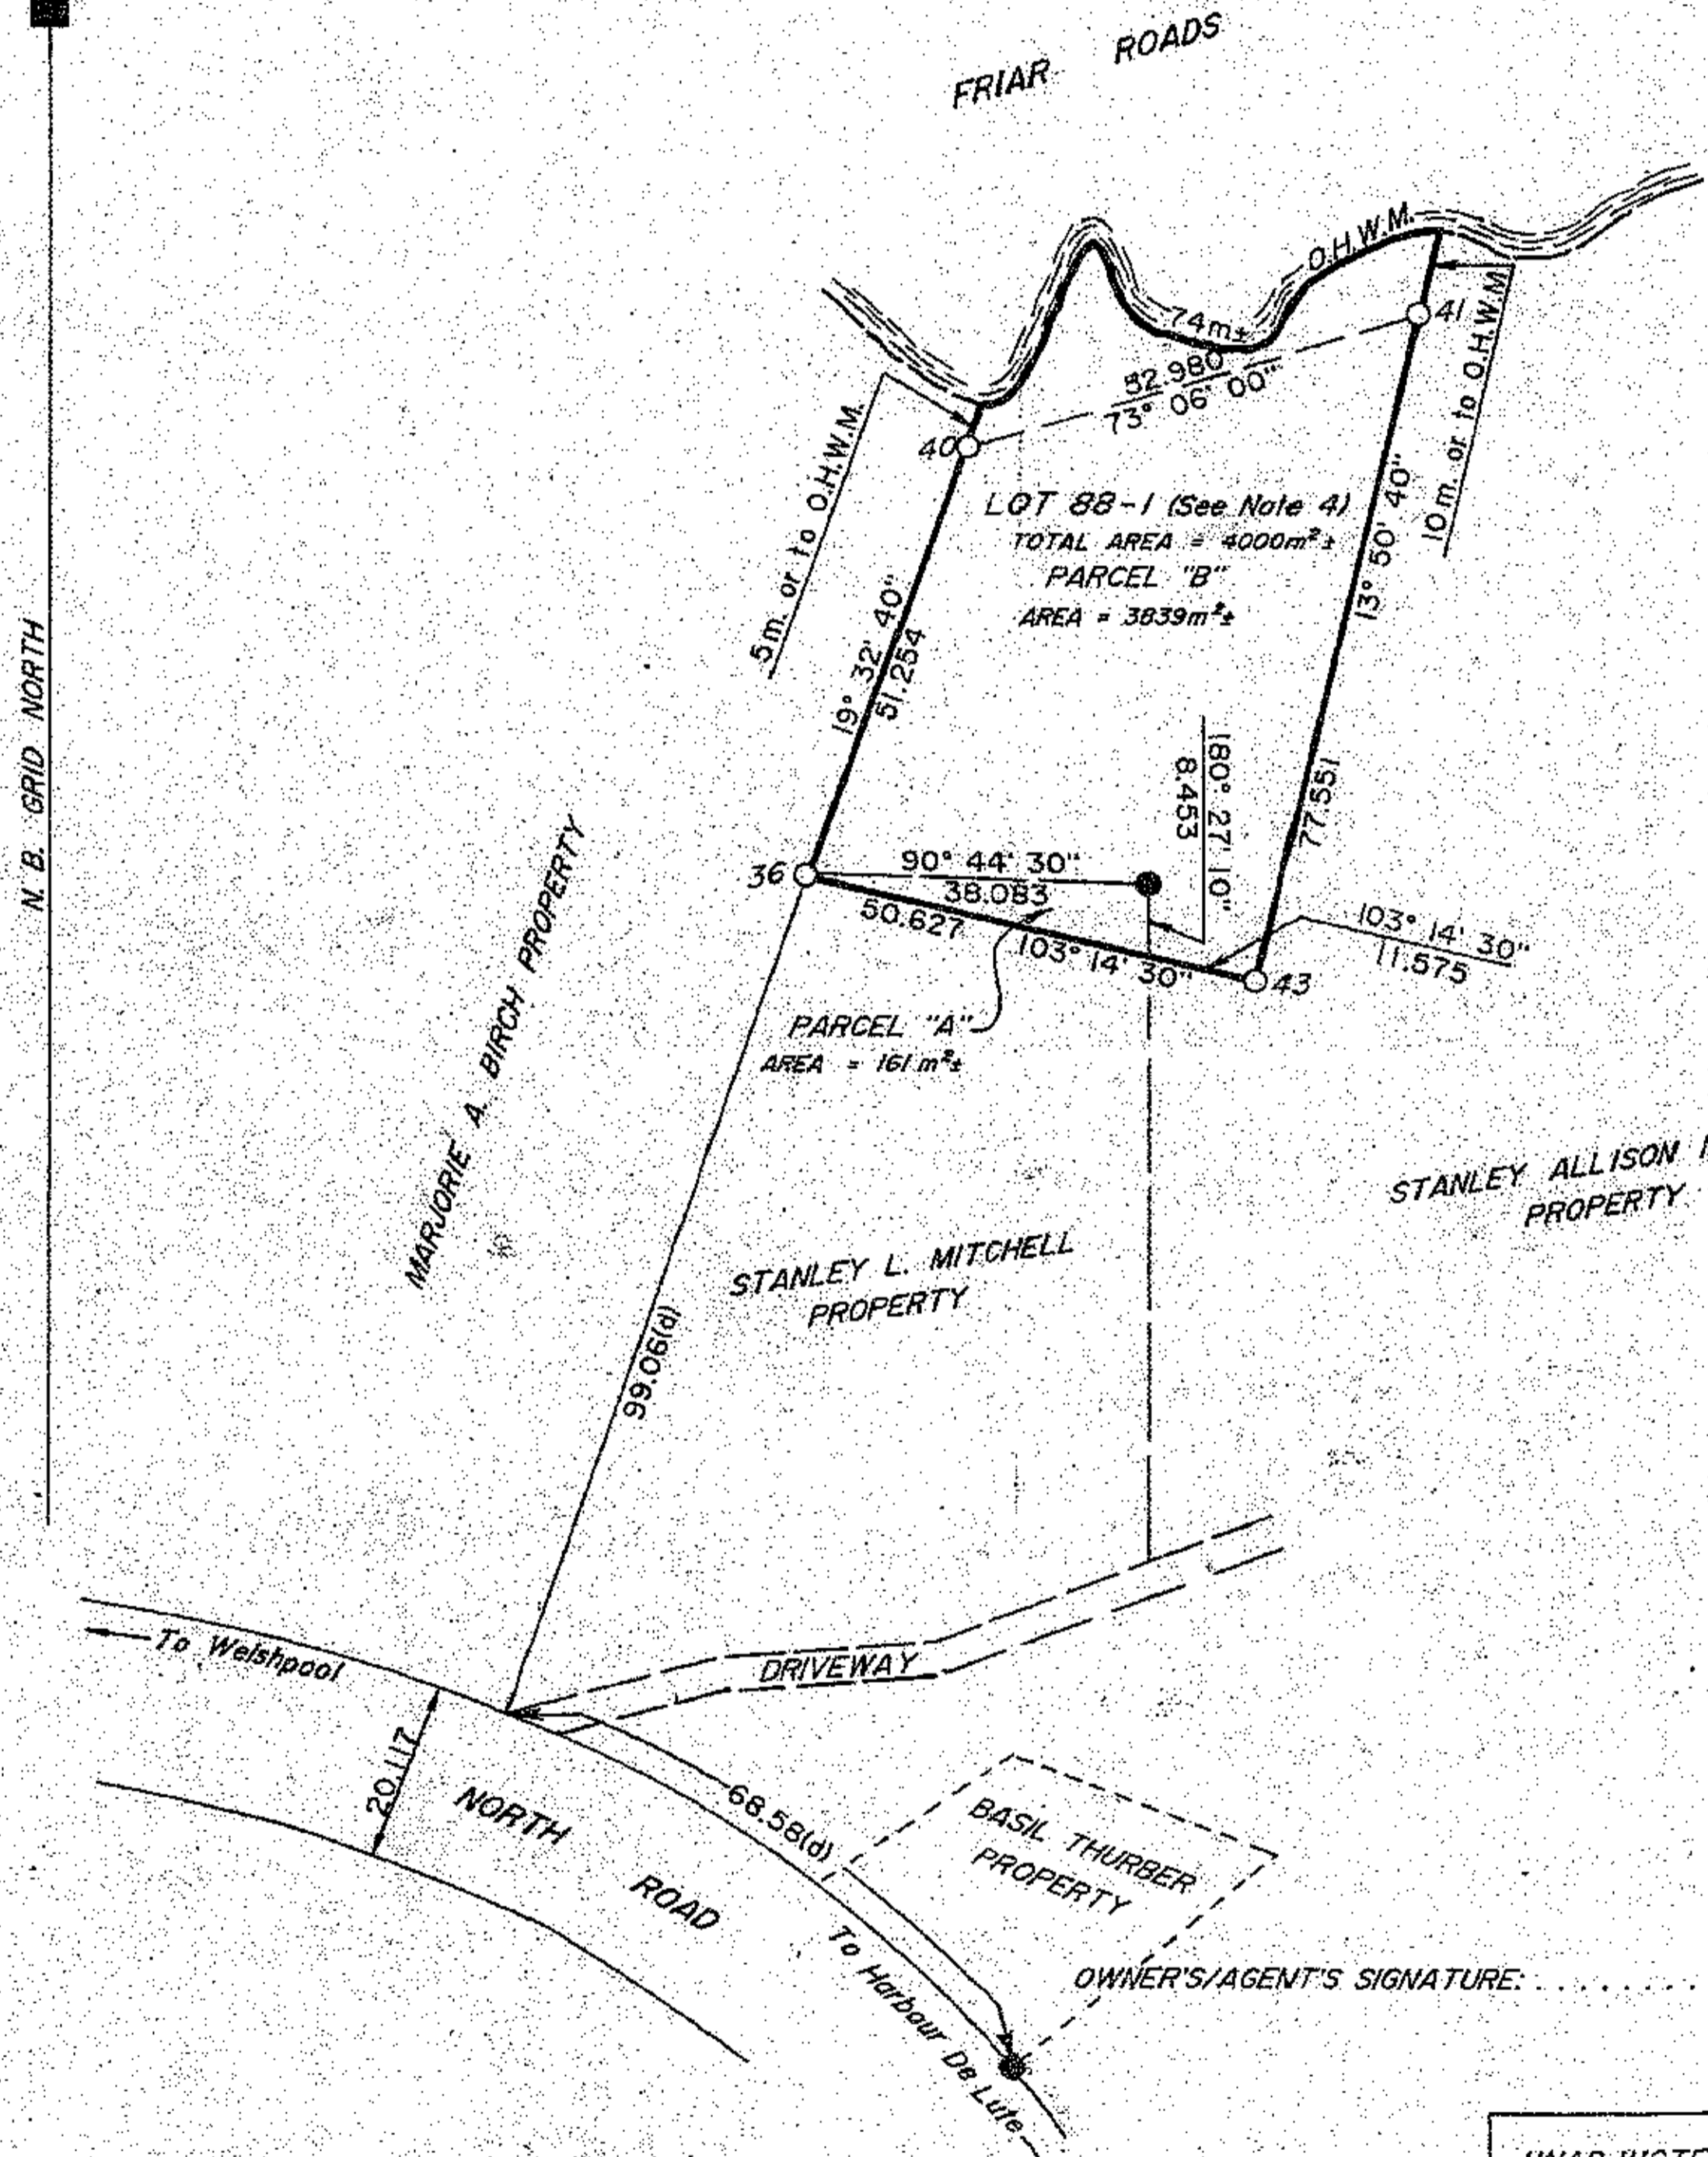 FRIAR ROADS
O.H.W.M.
74m±
41
73° 06' 00"
40
5m. or to O.H.W.M.
10m. or to O.H.W.M.
LOT 88-1 (See Note 4)
TOTAL AREA = 4000m²±
PARCEL "B"
AREA = 3839m²±
19° 32' 40"
51.254
13° 50' 40"
77.551
N. B. GRID NORTH
180° 27' 10"
8.453
36
90° 44' 30"
38.083
50.627
103° 14' 30"
103° 14' 30"
11.575
43
PARCEL "A"
AREA = 161 m²±
MARJORIE A. BIRCH PROPERTY
STANLEY ALLISON
PROPERTY
STANLEY L. MITCHELL
PROPERTY
99.06(d)
To Welshpool
DRIVEWAY
20.117
NORTH
ROAD
68.58(d)
BASIL THURBER
PROPERTY
To Harbour De Lute
OWNER'S/AGENT'S SIGNATURE: . . . . . . . .